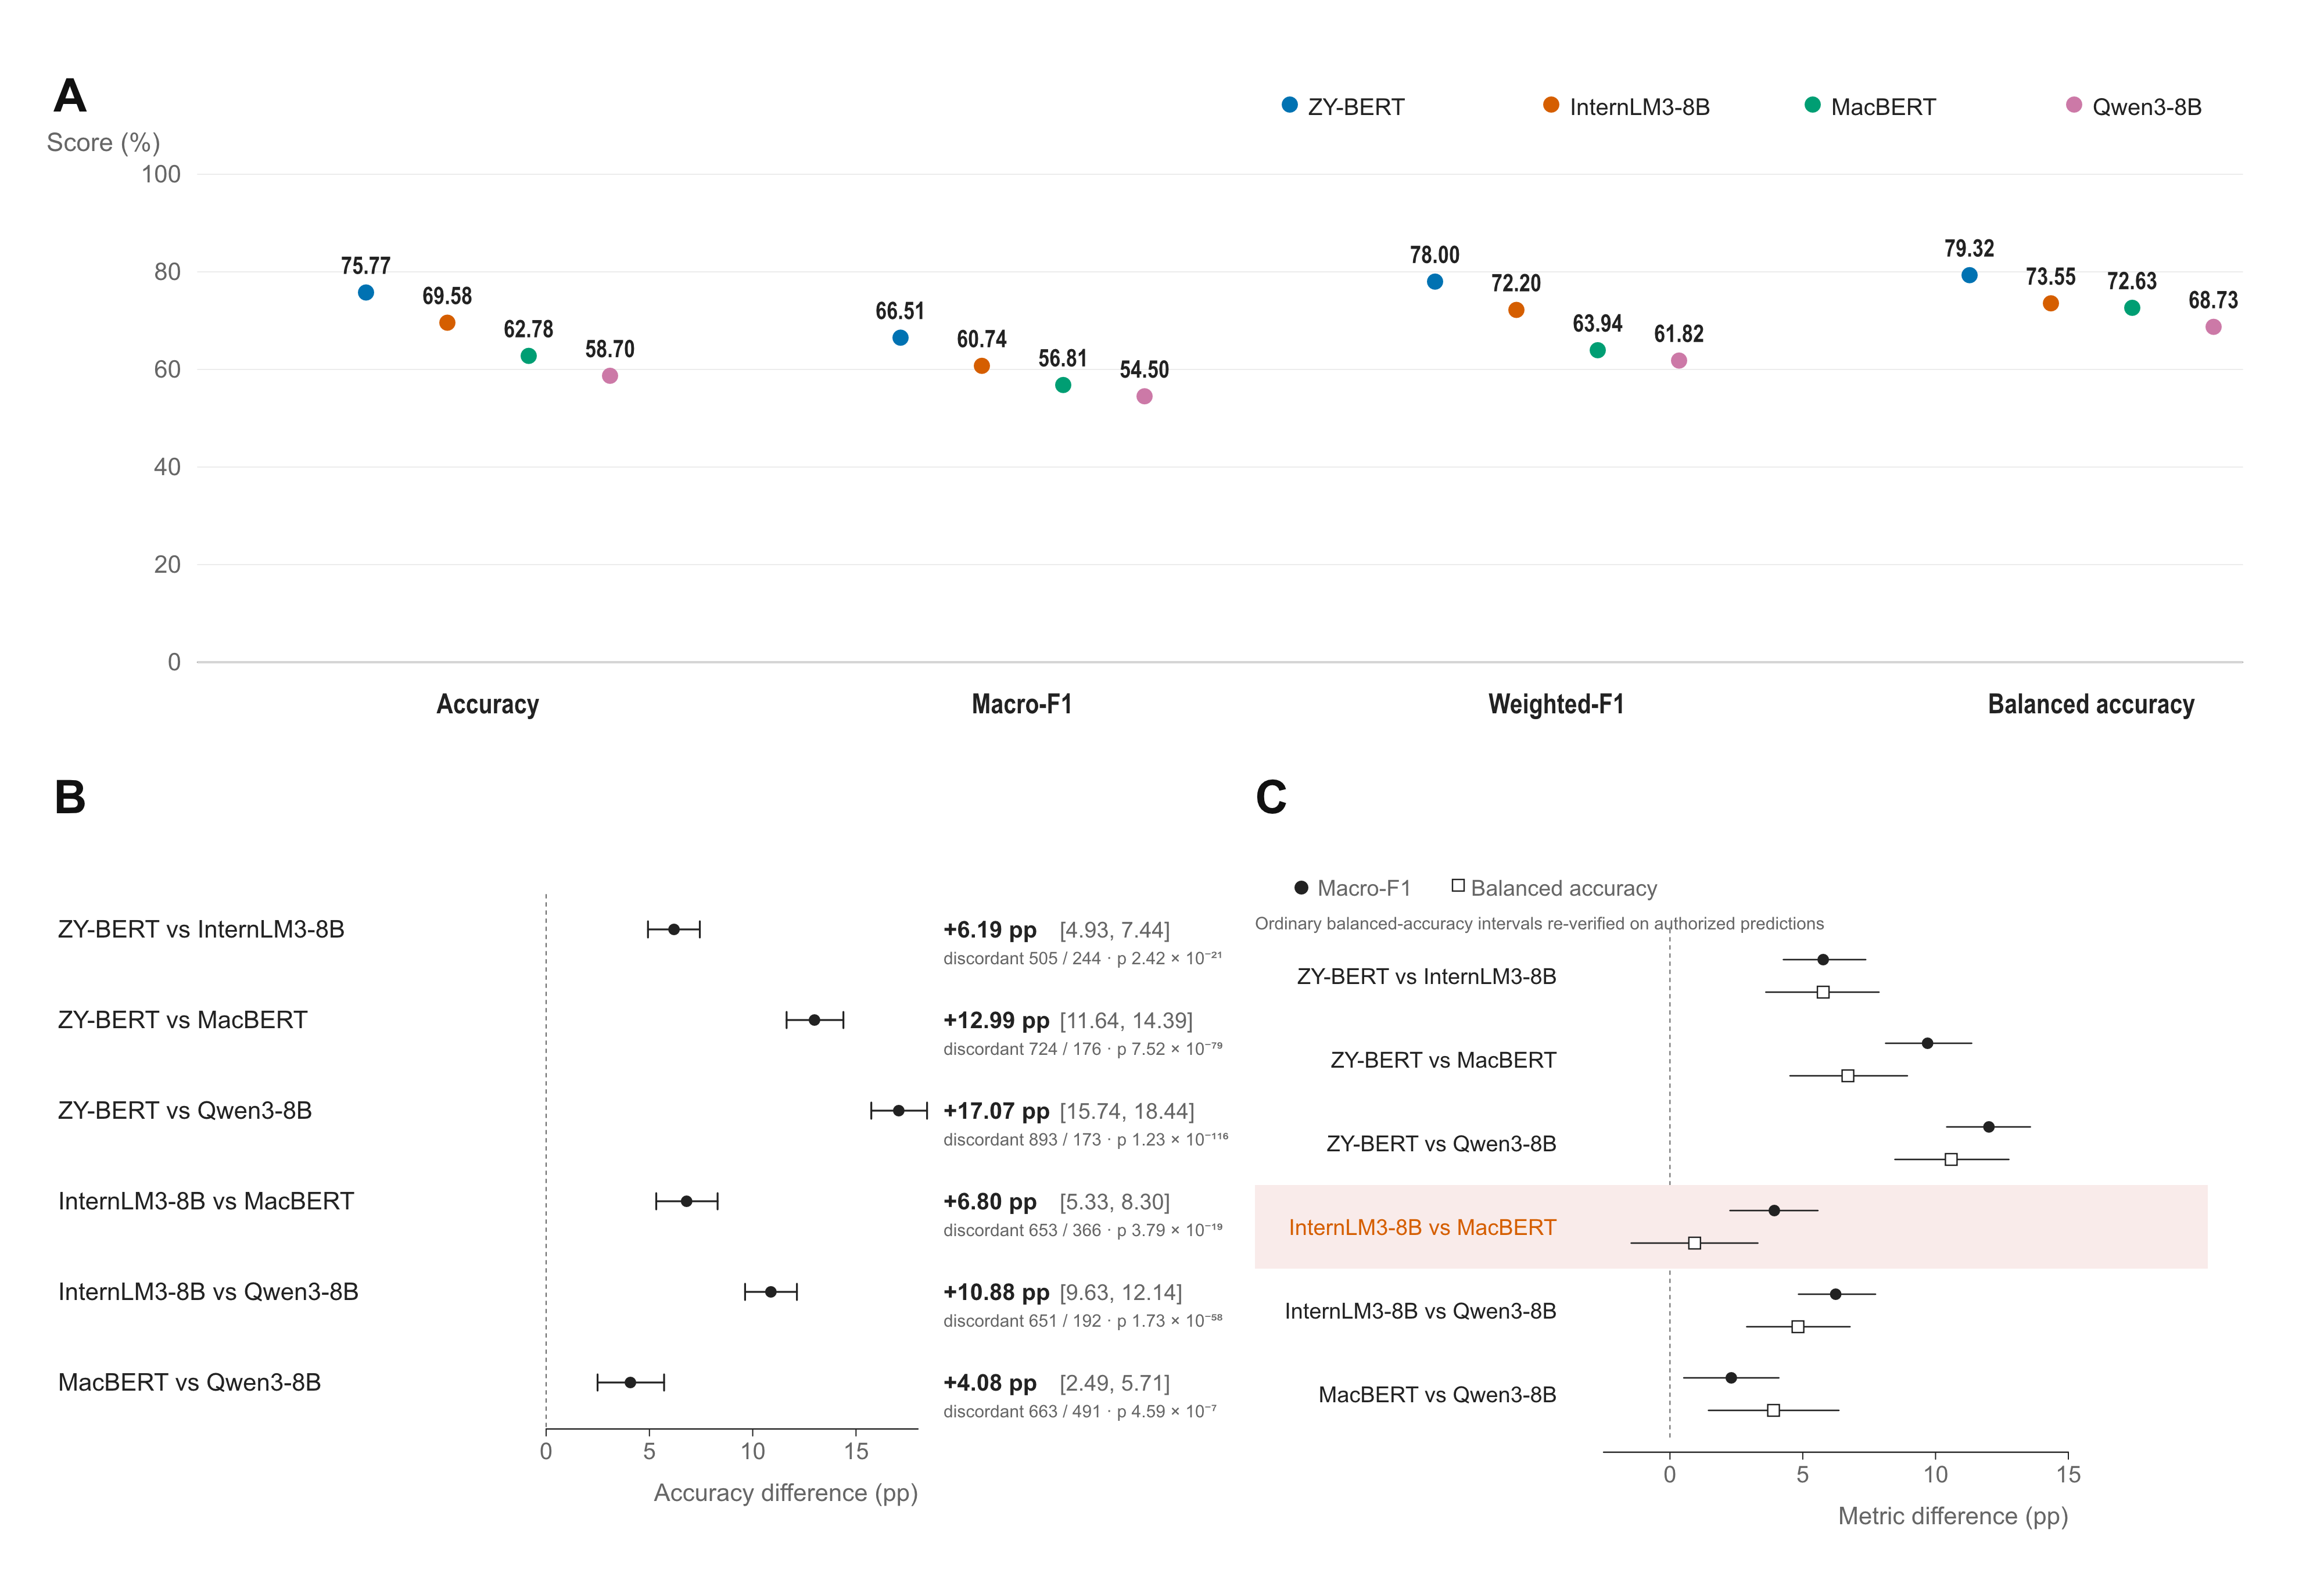 A
ZY-BERT InternLM3-8B MacBERT Qwen3-8B
Score (%)
100
80
60
40
20
0
75.77 69.58 62.78 58.70
66.51 60.74 56.81 54.50
78.00 72.20 63.94 61.82
79.32 73.55 72.63 68.73
Accuracy Macro-F1 Weighted-F1 Balanced accuracy
B
ZY-BERT vs InternLM3-8B +6.19 pp [4.93, 7.44]
discordant 505 / 244 · p 2.42 × 10⁻²¹
ZY-BERT vs MacBERT +12.99 pp [11.64, 14.39]
discordant 724 / 176 · p 7.52 × 10⁻⁷⁹
ZY-BERT vs Qwen3-8B +17.07 pp [15.74, 18.44]
discordant 893 / 173 · p 1.23 × 10⁻¹¹⁶
InternLM3-8B vs MacBERT +6.80 pp [5.33, 8.30]
discordant 653 / 366 · p 3.79 × 10⁻¹⁹
InternLM3-8B vs Qwen3-8B +10.88 pp [9.63, 12.14]
discordant 651 / 192 · p 1.73 × 10⁻⁵⁸
MacBERT vs Qwen3-8B +4.08 pp [2.49, 5.71]
discordant 663 / 491 · p 4.59 × 10⁻⁷
0 5 10 15
Accuracy difference (pp)
C
Macro-F1 Balanced accuracy
Ordinary balanced-accuracy intervals re-verified on authorized predictions
ZY-BERT vs InternLM3-8B
ZY-BERT vs MacBERT
ZY-BERT vs Qwen3-8B
InternLM3-8B vs MacBERT
InternLM3-8B vs Qwen3-8B
MacBERT vs Qwen3-8B
0 5 10 15
Metric difference (pp)